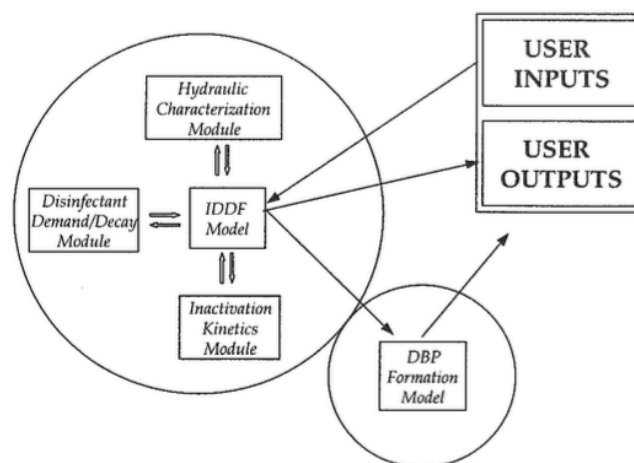 USER
INPUTS
USER
OUTPUTS
Hydraulic
Characterization
Module
Disinfectant
Demand/Decay
Module
IDDF
Model
Inactivation
Kinetics
Module
DBP
Formation
Model